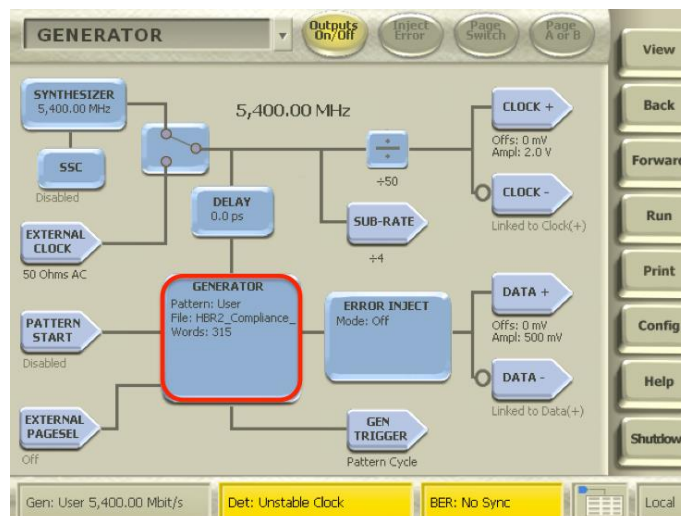 GENERATOR
Outputs
On/Off
Inject
Error
Page
Switch
Page
A or B
View
SYNTHESIZER
5,400.00 MHz
5,400.00 MHz
CLOCK +
Back
Offs: 0 mV
Ampl: 2.0 V
SSC
÷50
Forward
Disabled
DELAY
0.0 ps
CLOCK -
Linked to Clock(+)
SUB-RATE
÷4
Run
EXTERNAL
CLOCK
50 Ohms AC
Print
GENERATOR
Pattern: User
File: HBR2_Compliance_
Words: 315
ERROR INJECT
Mode: Off
DATA +
Offs: 0 mV
Ampl: 500 mV
PATTERN
START
Disabled
Config
DATA -
Linked to Data(+)
Help
EXTERNAL
PAGESEL
Off
GEN
TRIGGER
Pattern Cycle
Shutdow
Gen: User 5,400.00 Mbit/s
Det: Unstable Clock
BER: No Sync
Local